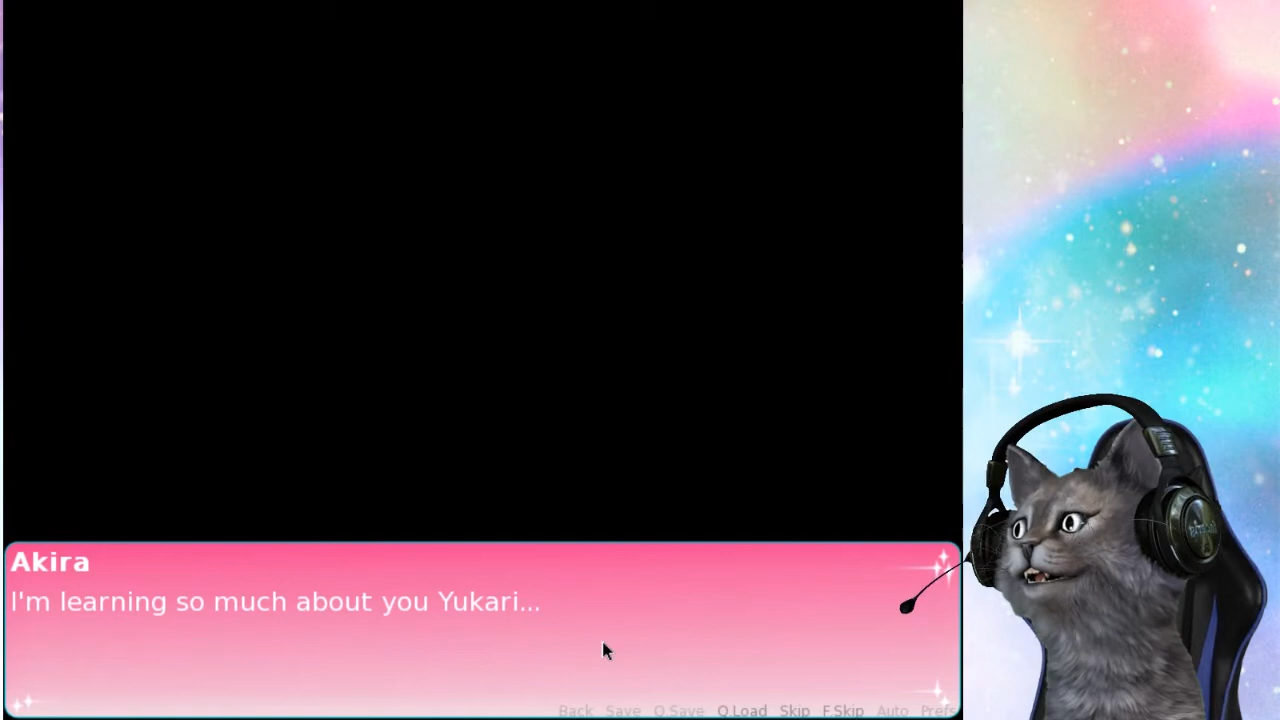 Akira
I'm learning so much about you Yukari...
Back Save Q.Save Q.Load Skip F.Skip Auto Prefs